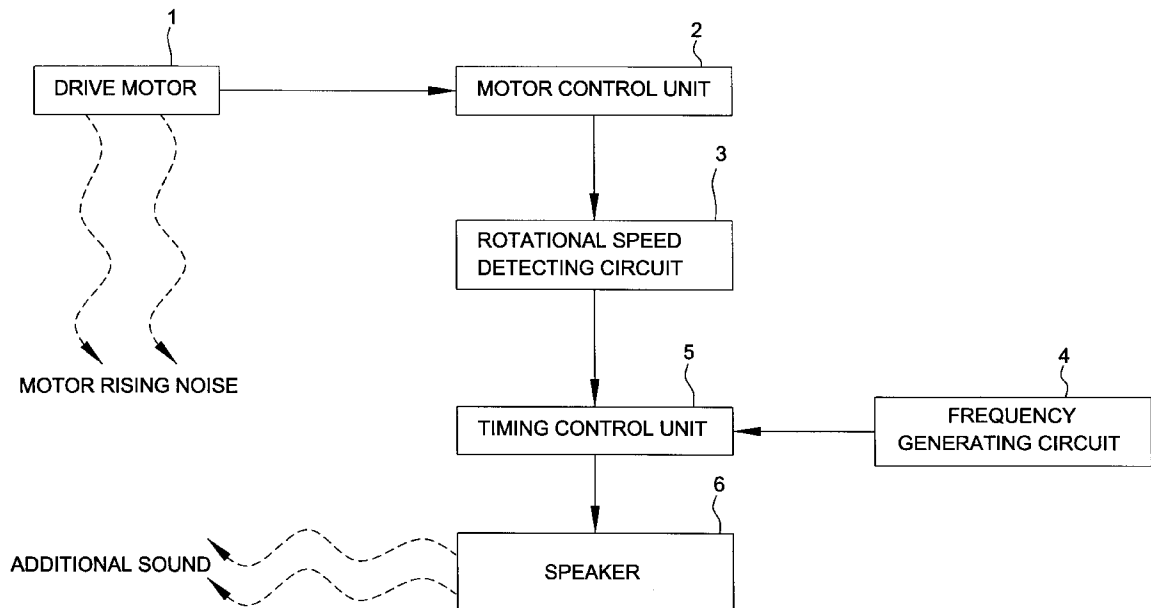 1
DRIVE MOTOR
2
MOTOR CONTROL UNIT
3
ROTATIONAL SPEED
DETECTING CIRCUIT
MOTOR RISING NOISE
5
TIMING CONTROL UNIT
4
FREQUENCY
GENERATING CIRCUIT
6
SPEAKER
ADDITIONAL SOUND